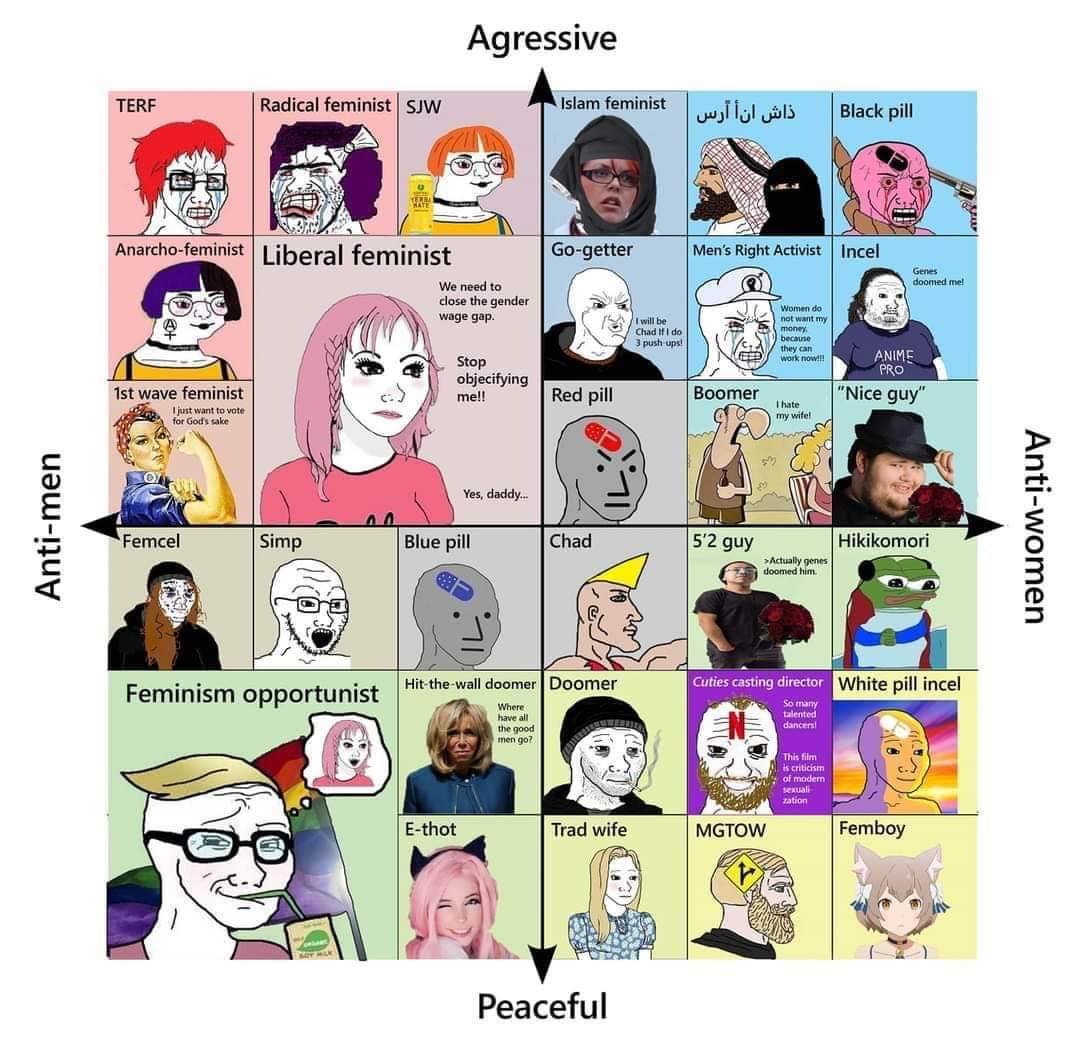 Agressive
TERF
Radical feminist
SJW
Islam feminist
ذاش انأ آرس
Black pill
YERBA
MATE
Anarcho-feminist
Liberal feminist
We need to
close the gender
wage gap.
Stop
objecifying
me!!
Yes, daddy...
Go-getter
I will be
Chad If I do
3 push-ups!
Men's Right Activist
Women do
not want my
money,
because
they can
work now!!!
Incel
Genes
doomed me!
ANIME
PRO
1st wave feminist
I just want to vote
for God's sake
Red pill
Boomer
I hate
my wife!
"Nice guy"
Anti-men
Anti-women
Femcel
Simp
Blue pill
Chad
5'2 guy
>Actually genes
doomed him.
Hikikomori
Feminism opportunist
ORGANIC
SOY MILK
Hit-the-wall doomer
Where
have all
the good
men go?
Doomer
Cuties casting director
So many
talented
dancers!
This film
is criticism
of modern
sexuali-
zation
N
White pill incel
E-thot
Trad wife
MGTOW
Femboy
Peaceful